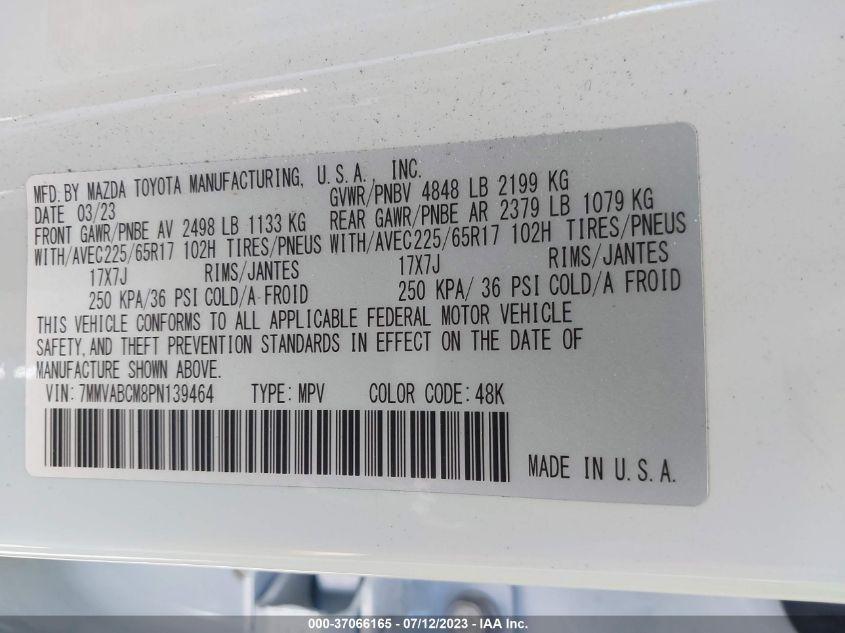 MFD. BY MAZDA TOYOTA MANUFACTURING, U.S.A. INC.
DATE 03/23 GVWR/PNBV 4848 LB 2199 KG
FRONT GAWR/PNBE AV 2498 LB 1133 KG REAR GAWR/PNBE AR 2379 LB 1079 KG
WITH/AVEC225/65R17 102H TIRES/PNEUS WITH/AVEC225/65R17 102H TIRES/PNEUS
17X7J RIMS/JANTES 17X7J RIMS/JANTES
250 KPA/36 PSI COLD/A FROID 250 KPA/ 36 PSI COLD/A FROID
THIS VEHICLE CONFORMS TO ALL APPLICABLE FEDERAL MOTOR VEHICLE
SAFETY, AND THEFT PREVENTION STANDARDS IN EFFECT ON THE DATE OF
MANUFACTURE SHOWN ABOVE.
VIN: 7MMVABCM8PN139464 TYPE: MPV COLOR CODE: 48K
MADE IN U.S.A.
000-37066165 - 07/12/2023 - IAA Inc.